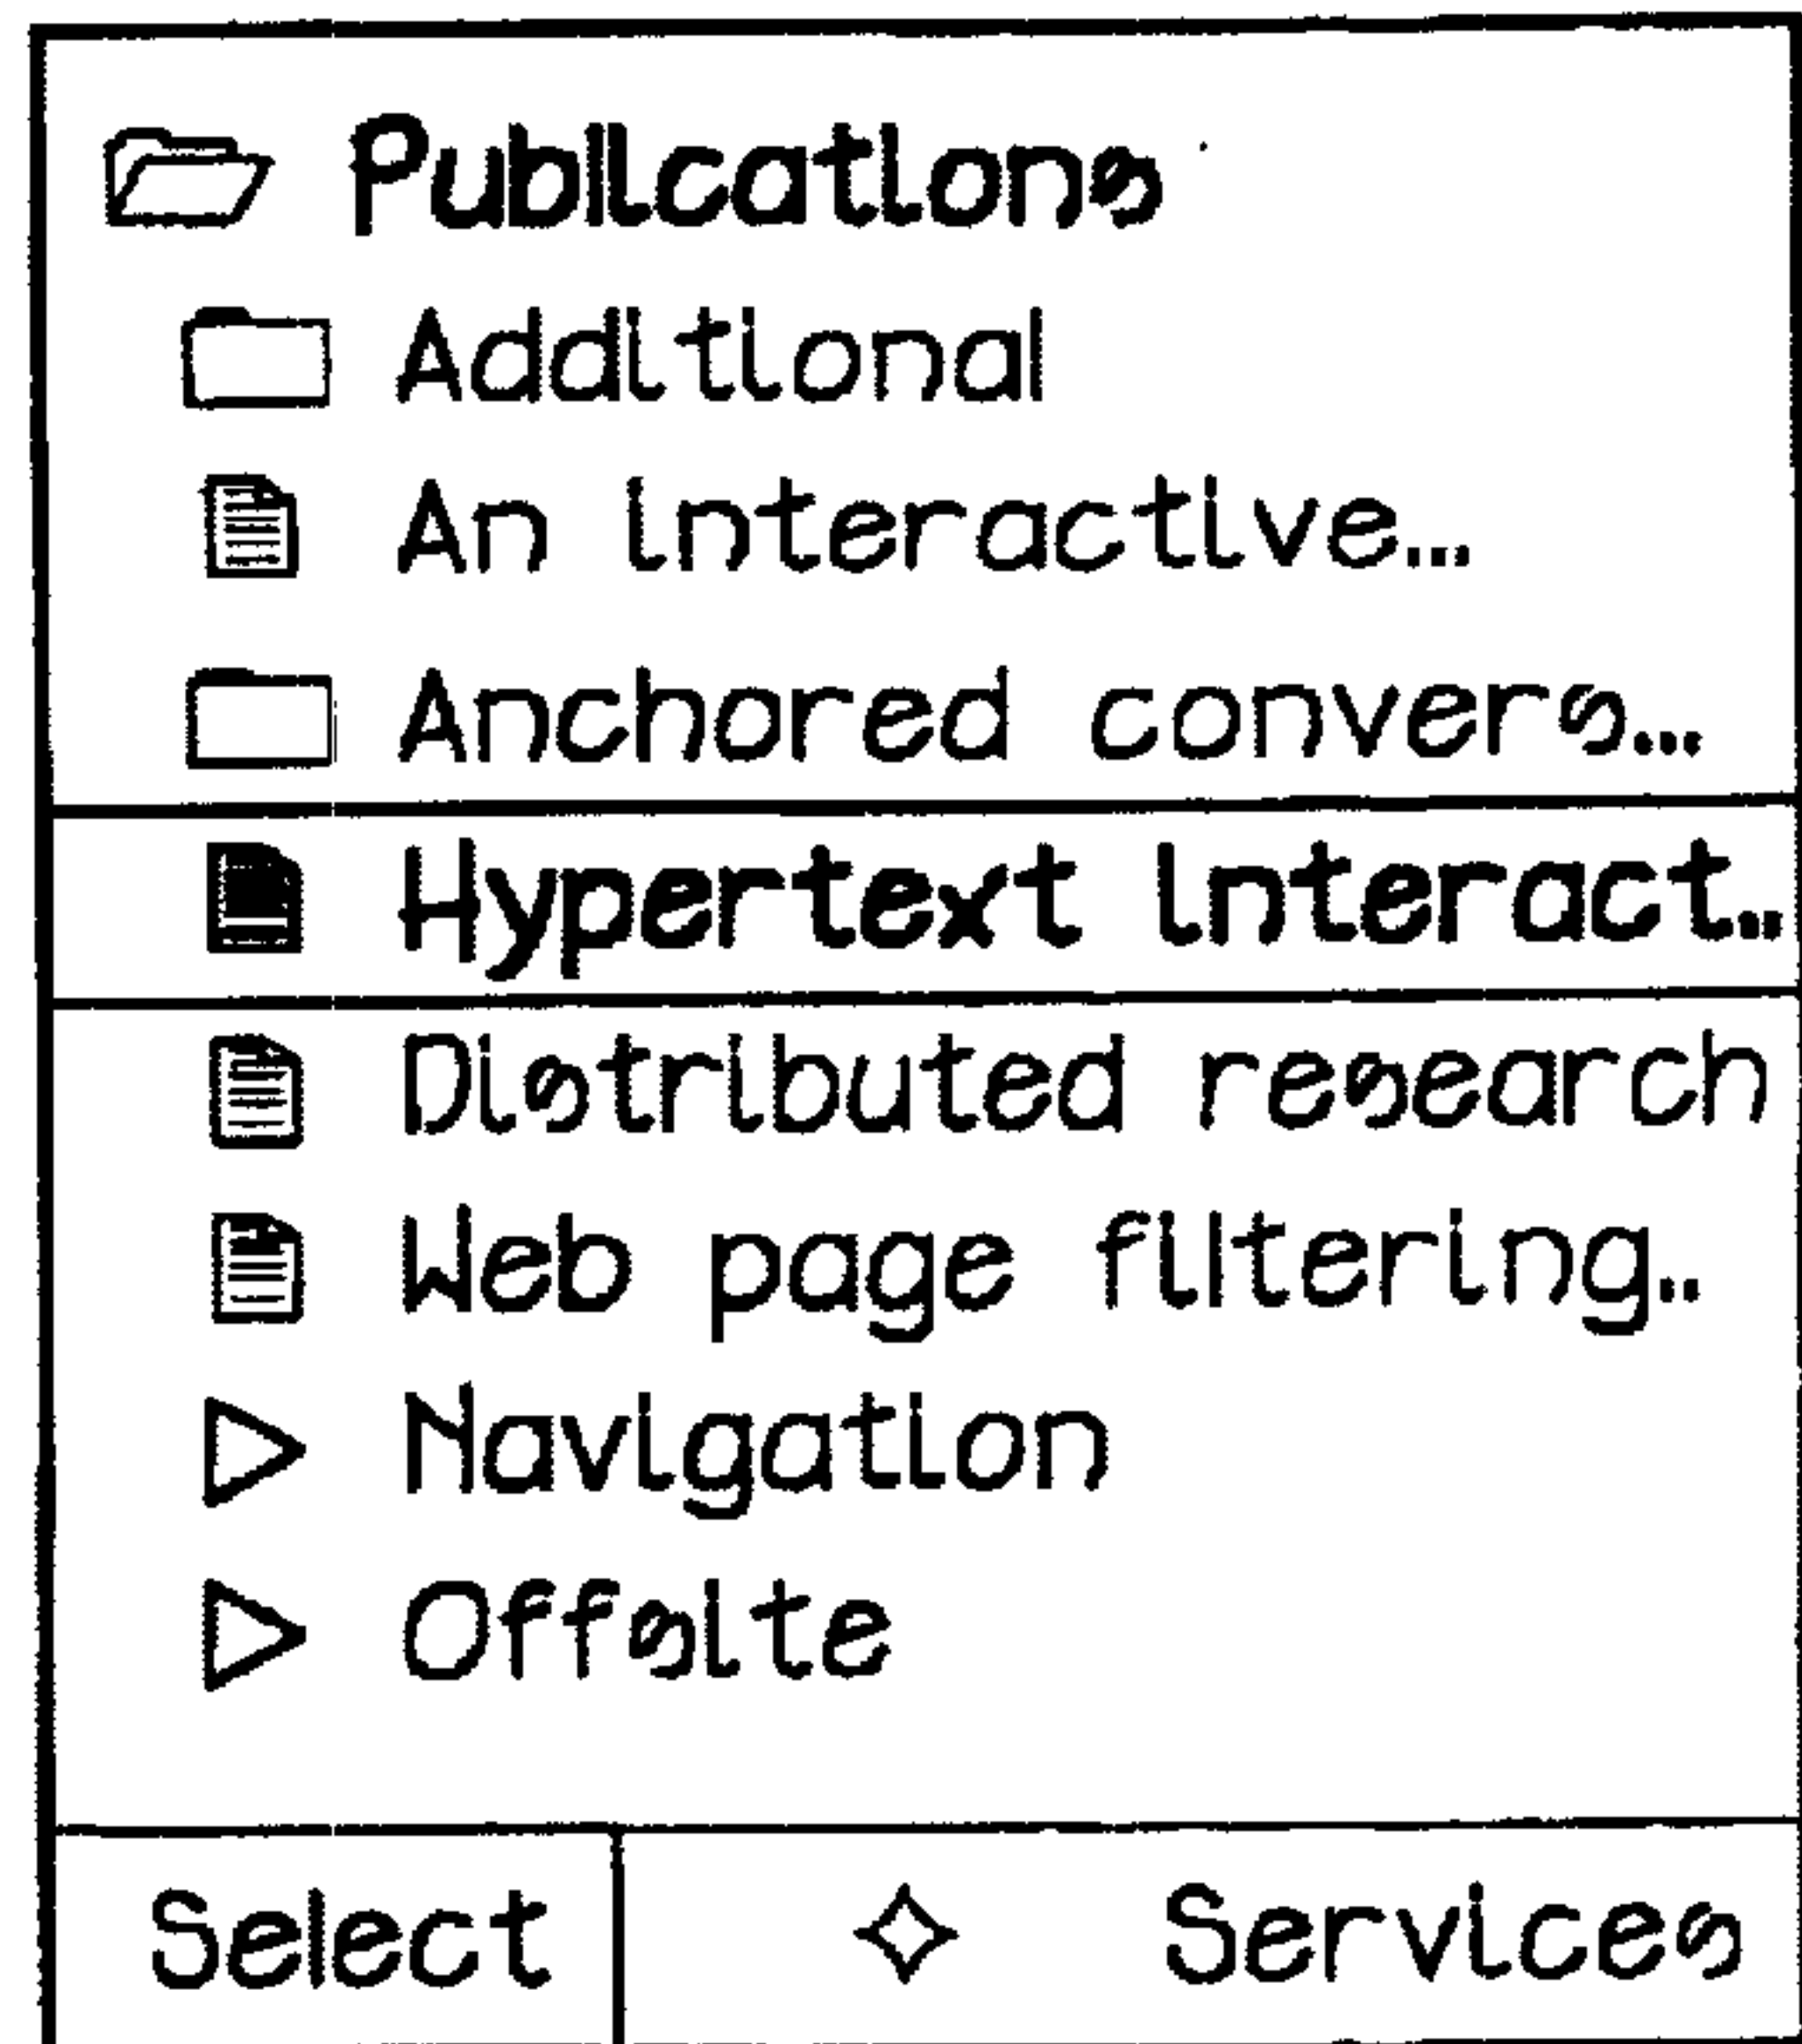 Publications
Additional
An interactive...
Anchored convers...
Hypertext interact..
Distributed research
Web page filtering..
Navigation
Offsite
Select Services